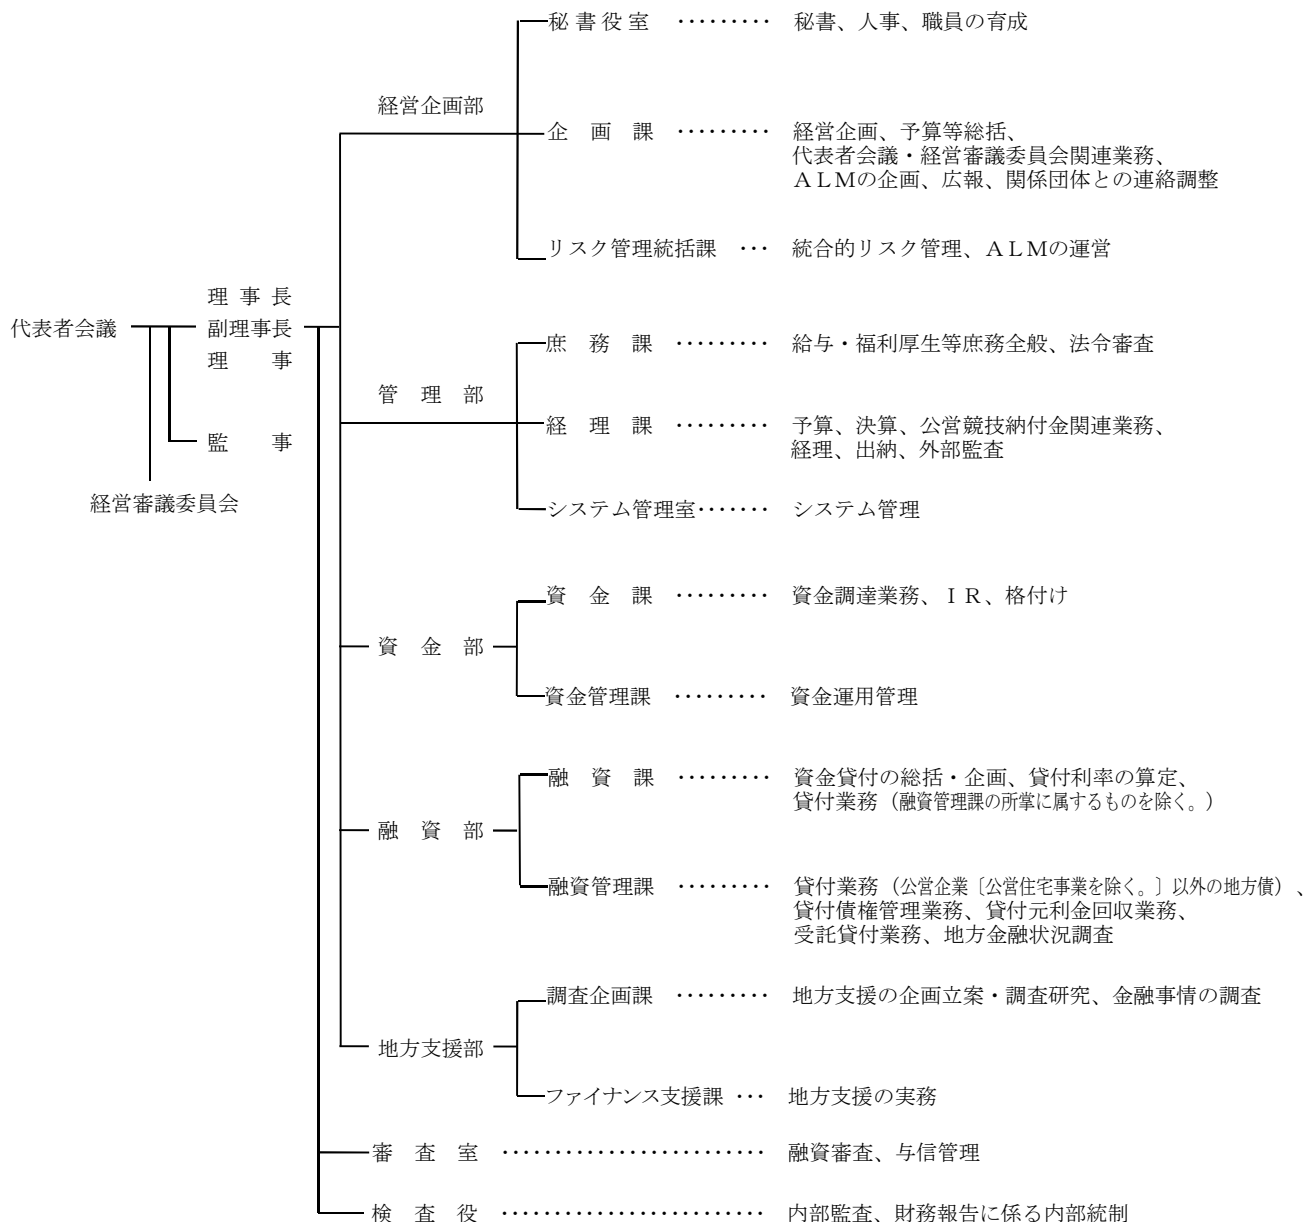 秘書役室 ········· 秘書、人事、職員の育成
経営企画部
企画課 ········· 経営企画、予算等総括、
代表者会議・経営審議委員会関連業務、
ＡＬＭの企画、広報、関係団体との連絡調整
リスク管理統括課 ··· 統合的リスク管理、ＡＬＭの運営
理事長
代表者会議 副理事長
理事
監事
経営審議委員会
庶務課 ········· 給与・福利厚生等庶務全般、法令審査
管理部
経理課 ········· 予算、決算、公営競技納付金関連業務、
経理、出納、外部監査
システム管理室······· システム管理
資金課 ········· 資金調達業務、ＩＲ、格付け
資金部
資金管理課 ········· 資金運用管理
融資課 ········· 資金貸付の総括・企画、貸付利率の算定、
貸付業務（融資管理課の所掌に属するものを除く。）
融資部
融資管理課 ········· 貸付業務（公営企業〔公営住宅事業を除く。〕以外の地方債）、
貸付債権管理業務、貸付元利金回収業務、
受託貸付業務、地方金融状況調査
調査企画課 ········· 地方支援の企画立案・調査研究、金融事情の調査
地方支援部
ファイナンス支援課 ··· 地方支援の実務
審査室 ························· 融資審査、与信管理
検査役 ························· 内部監査、財務報告に係る内部統制